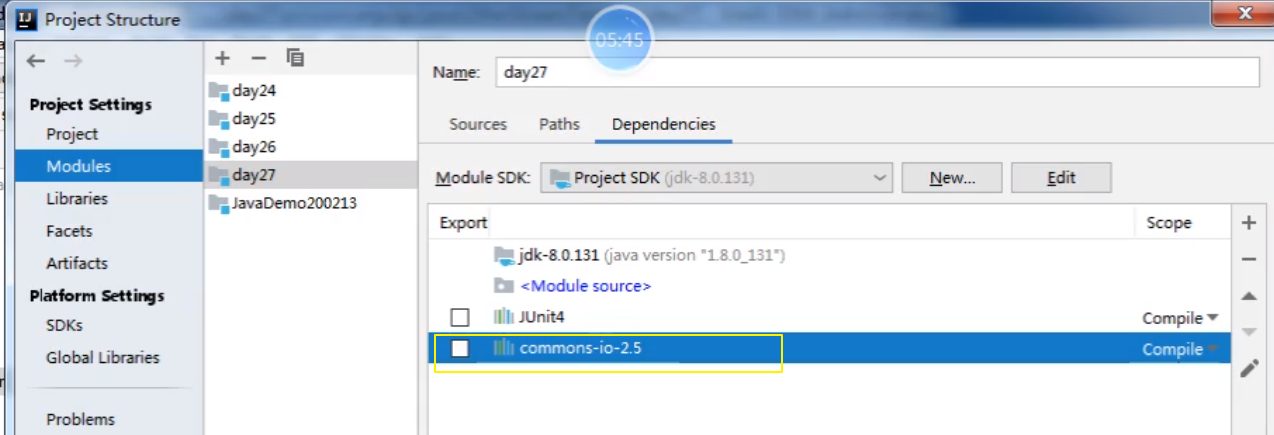 Project Structure
05:45
Project Settings
Project
Modules
Libraries
Facets
Artifacts
Platform Settings
SDKs
Global Libraries
Problems
day24
day25
day26
day27
JavaDemo200213
Name: day27
Sources Paths Dependencies
Module SDK: Project SDK (jdk-8.0.131) New... Edit
Export Scope
jdk-8.0.131 (java version "1.8.0_131")
<Module source>
JUnit4 Compile
commons-io-2.5 Compile